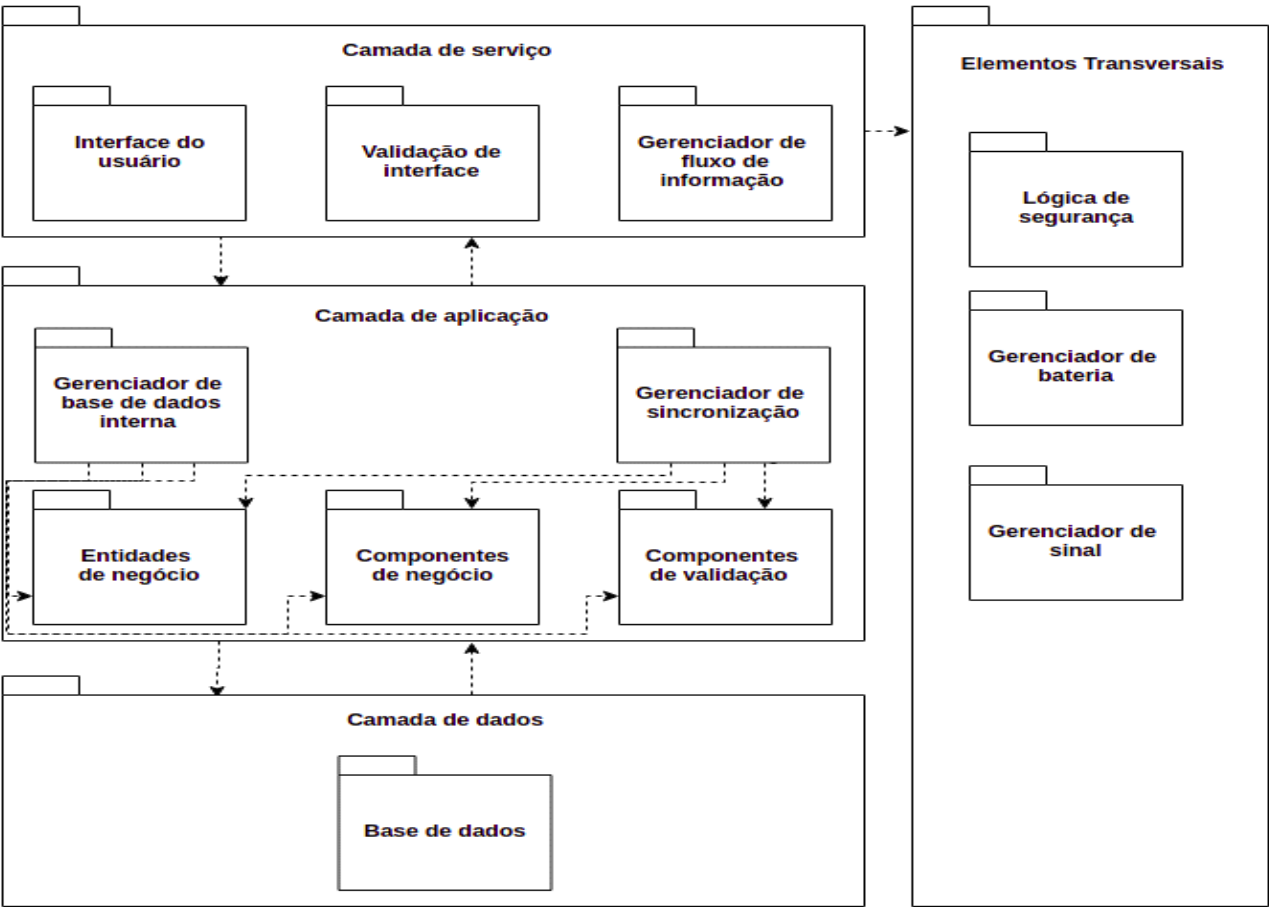 Camada de serviço
Interface do
usuário
Validação de
interface
Gerenciador de
fluxo de
informação
Camada de aplicação
Gerenciador de
base de dados
interna
Gerenciador de
sincronização
Entidades
de negócio
Componentes
de negócio
Componentes
de validação
Camada de dados
Base de dados
Elementos Transversais
Lógica de
segurança
Gerenciador de
bateria
Gerenciador de
sinal